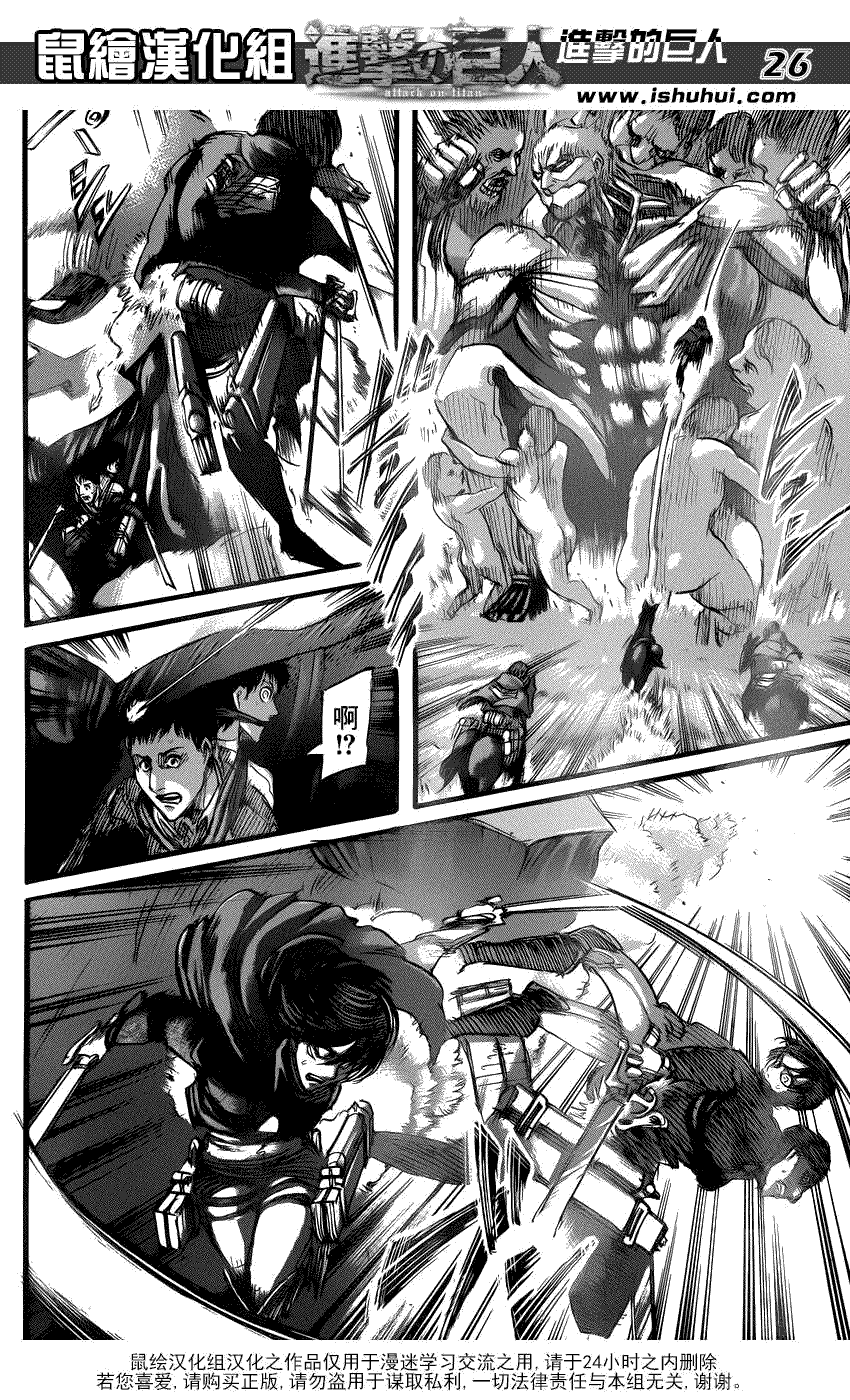 鼠繪漢化組
進撃の巨人
attack on titan
進擊的巨人
26
www.ishuhui.com
啊
!?
鼠绘汉化组汉化之作品仅用于漫迷学习交流之用,请于24小时之内删除
若您喜爱,请购买正版,请勿盗用于谋取私利,一切法律责任与本组无关,谢谢。